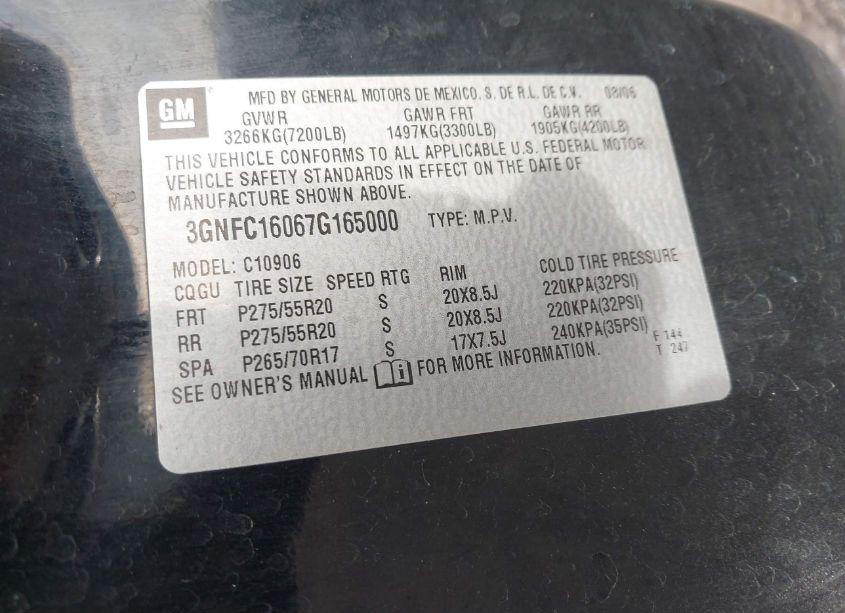 GM
MFD BY GENERAL MOTORS DE MEXICO, S. DE R.L. DE C.V. 08/06
GVWR GAWR FRT GAWR RR
3266KG(7200LB) 1497KG(3300LB) 1905KG(4200LB)
THIS VEHICLE CONFORMS TO ALL APPLICABLE U.S. FEDERAL MOTOR
VEHICLE SAFETY STANDARDS IN EFFECT ON THE DATE OF
MANUFACTURE SHOWN ABOVE.
3GNFC16067G165000 TYPE: M.P.V.
MODEL: C10906
CQGU TIRE SIZE SPEED RTG RIM COLD TIRE PRESSURE
FRT P275/55R20 S 20X8.5J 220KPA(32PSI)
RR P275/55R20 S 20X8.5J 220KPA(32PSI)
SPA P265/70R17 S 17X7.5J 240KPA(35PSI) F 144
T 247
SEE OWNER'S MANUAL i FOR MORE INFORMATION.